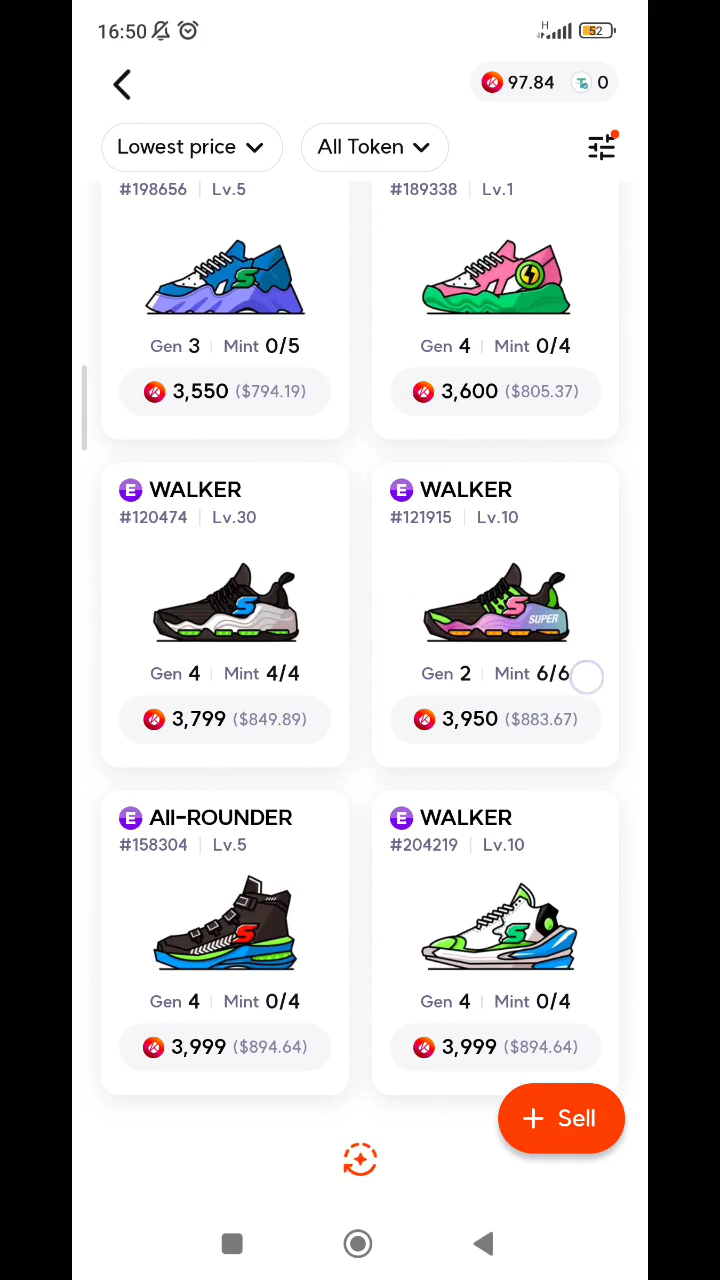 16:50 H 52
97.84 0
Lowest price All Token
#198656 Lv.5
#189338 Lv.1
S
Gen 3 Mint 0/5
Gen 4 Mint 0/4
3,550 ($794.19)
3,600 ($805.37)
E WALKER
#120474 Lv.30
E WALKER
#121915 Lv.10
S
S SUPER
Gen 4 Mint 4/4
Gen 2 Mint 6/6
3,799 ($849.89)
3,950 ($883.67)
E All-ROUNDER
#158304 Lv.5
E WALKER
#204219 Lv.10
S
S
Gen 4 Mint 0/4
Gen 4 Mint 0/4
3,999 ($894.64)
3,999 ($894.64)
+ Sell